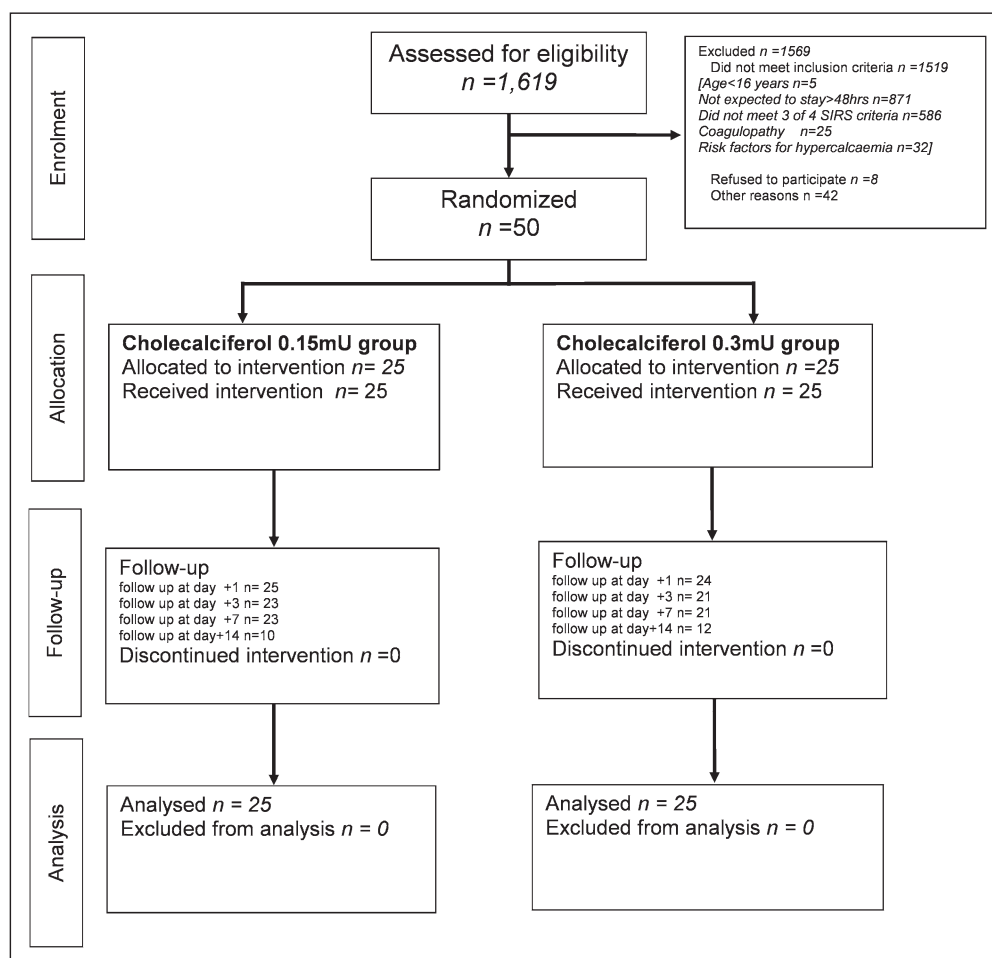 Enrolment
Assessed for eligibility
n =1,619
Excluded n =1569
Did not meet inclusion criteria n =1519
[Age<16 years n=5
Not expected to stay>48hrs n=871
Did not meet 3 of 4 SIRS criteria n=586
Coagulopathy n=25
Risk factors for hypercalcaemia n=32]
Refused to participate n =8
Other reasons n =42
Randomized
n =50
Allocation
Cholecalciferol 0.15mU group
Allocated to intervention n= 25
Received intervention n= 25
Cholecalciferol 0.3mU group
Allocated to intervention n =25
Received intervention n = 25
Follow-up
Follow-up
follow up at day +1 n= 25
follow up at day +3 n= 23
follow up at day +7 n= 23
follow up at day+14 n=10
Discontinued intervention n =0
Follow-up
follow up at day +1 n= 24
follow up at day +3 n= 21
follow up at day +7 n= 21
follow up at day+14 n= 12
Discontinued intervention n =0
Analysis
Analysed n = 25
Excluded from analysis n = 0
Analysed n = 25
Excluded from analysis n = 0